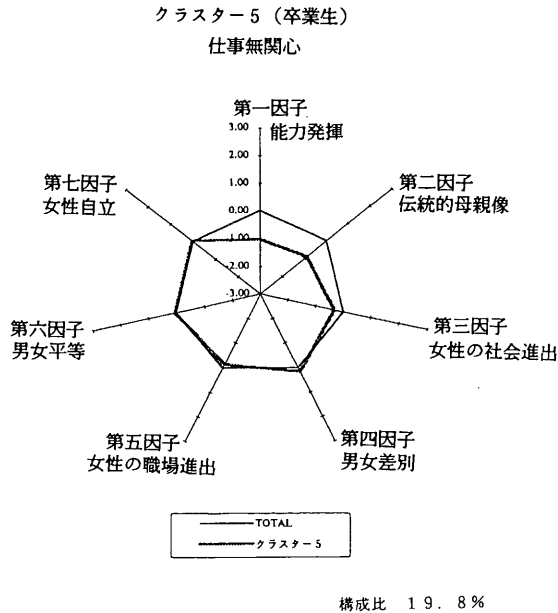 クラスター5（卒業生）
仕事無関心
第一因子
能力発揮
3.00
2.00
1.00
0.00
-1.00
-2.00
-3.00
第二因子
伝統的母親像
第三因子
女性の社会進出
第四因子
男女差別
第五因子
女性の職場進出
第六因子
男女平等
第七因子
女性自立
TOTAL
クラスター5
構成比 19.8%